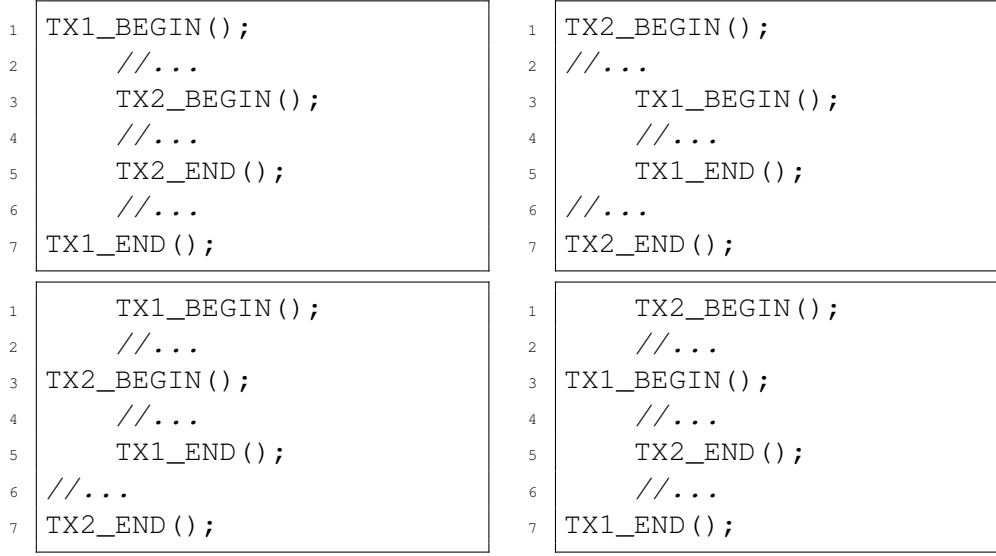 1 TX1_BEGIN();
2 //...
3 TX2_BEGIN();
4 //...
5 TX2_END();
6 //...
7 TX1_END();
1 TX2_BEGIN();
2 //...
3 TX1_BEGIN();
4 //...
5 TX1_END();
6 //...
7 TX2_END();
1 TX1_BEGIN();
2 //...
3 TX2_BEGIN();
4 //...
5 TX1_END();
6 //...
7 TX2_END();
1 TX2_BEGIN();
2 //...
3 TX1_BEGIN();
4 //...
5 TX2_END();
6 //...
7 TX1_END();